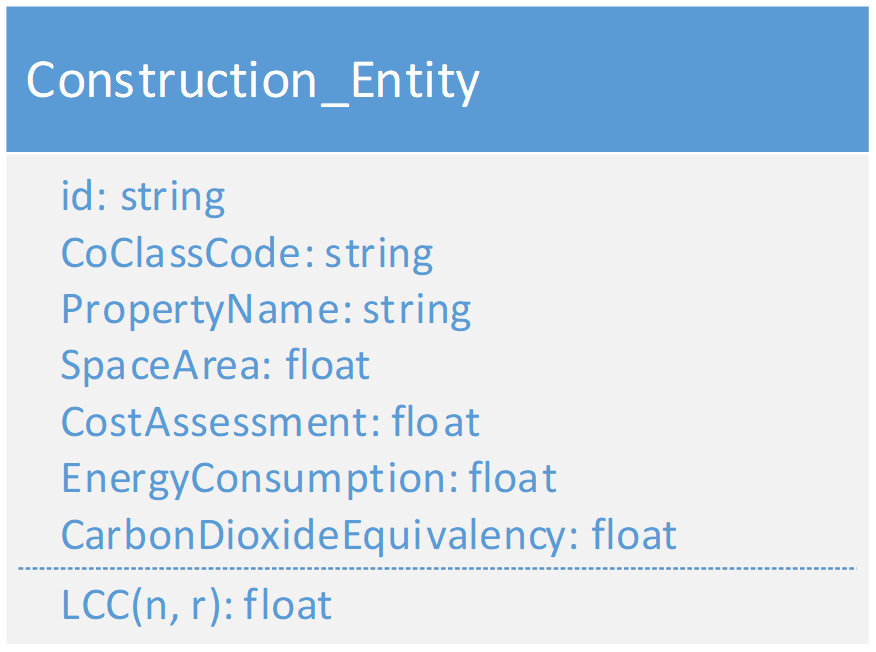 Construction_Entity
id: string
CoClassCode: string
PropertyName: string
SpaceArea: float
CostAssessment: float
EnergyConsumption: float
CarbonDioxideEquivalency: float
LCC(n, r): float